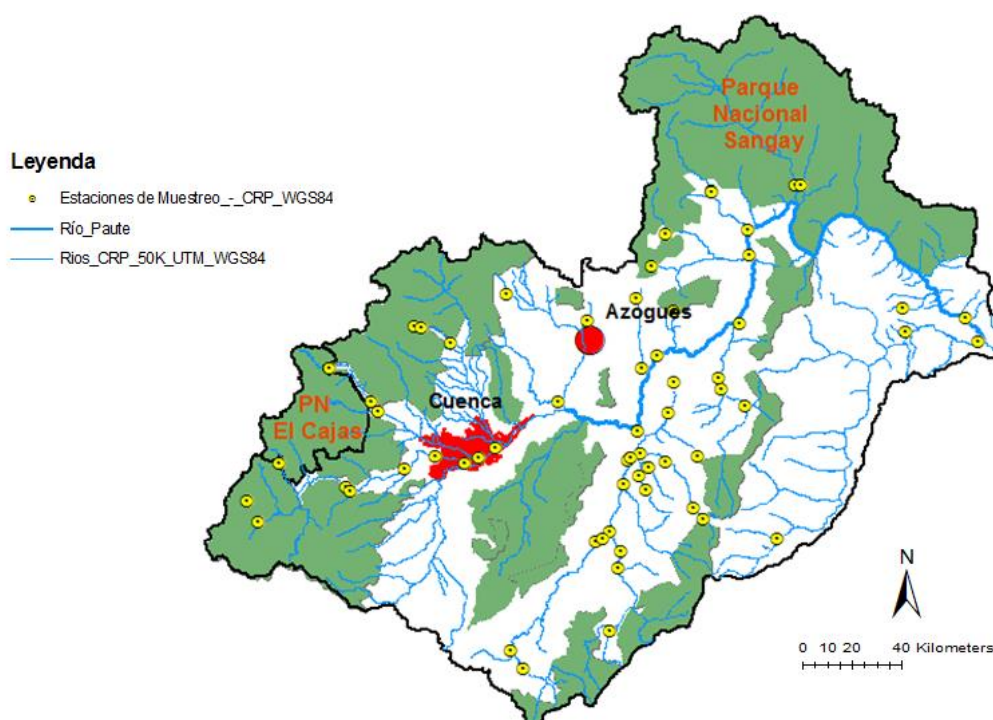 Leyenda
Estaciones de Muestreo_-_CRP_WGS84
Río_Paute
Rios_CRP_50K_UTM_WGS84
Parque
Nacional
Sangay
Azogues
Cuenca
PN
El Cajas
N
0 10 20 40 Kilometers